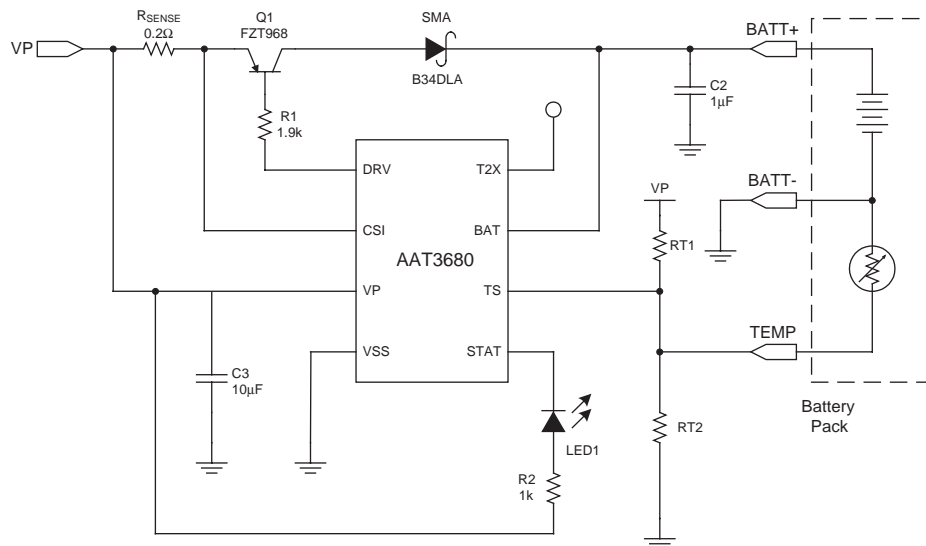 VP
RSENSE
0.2Ω
Q1
FZT968
SMA
B34DLA
BATT+
C2
1µF
R1
1.9k
DRV
T2X
BATT-
VP
CSI
BAT
RT1
AAT3680
VP
TS
TEMP
VSS
STAT
C3
10µF
Battery
Pack
LED1
RT2
R2
1k